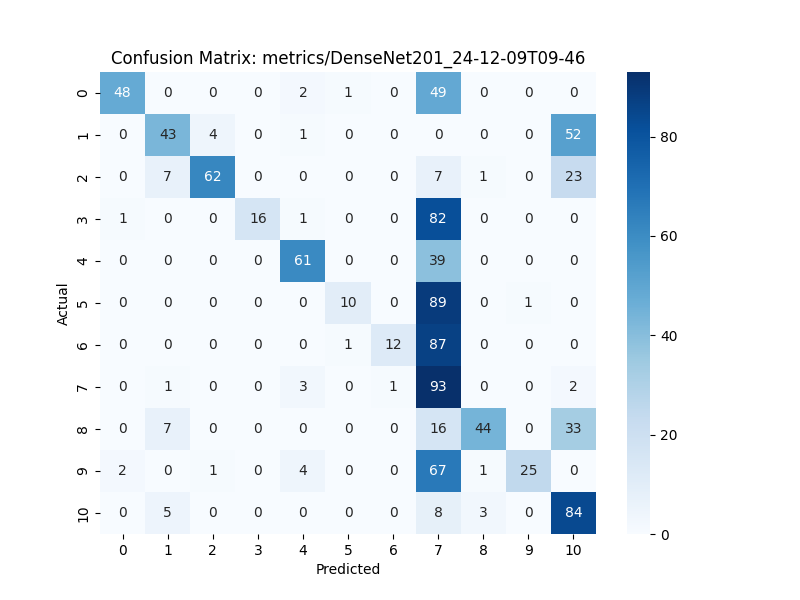 Confusion Matrix: metrics/DenseNet201_24-12-09T09-46
0 48 0 0 0 2 1 0 49 0 0 0
1 0 43 4 0 1 0 0 0 0 0 52
2 0 7 62 0 0 0 0 7 1 0 23
3 1 0 0 16 1 0 0 82 0 0 0
4 0 0 0 0 61 0 0 39 0 0 0
5 0 0 0 0 0 10 0 89 0 1 0
6 0 0 0 0 0 1 12 87 0 0 0
7 0 1 0 0 3 0 1 93 0 0 2
8 0 7 0 0 0 0 0 16 44 0 33
9 2 0 1 0 4 0 0 67 1 25 0
10 0 5 0 0 0 0 0 8 3 0 84
0 1 2 3 4 5 6 7 8 9 10
Predicted
Actual
80
60
40
20
0